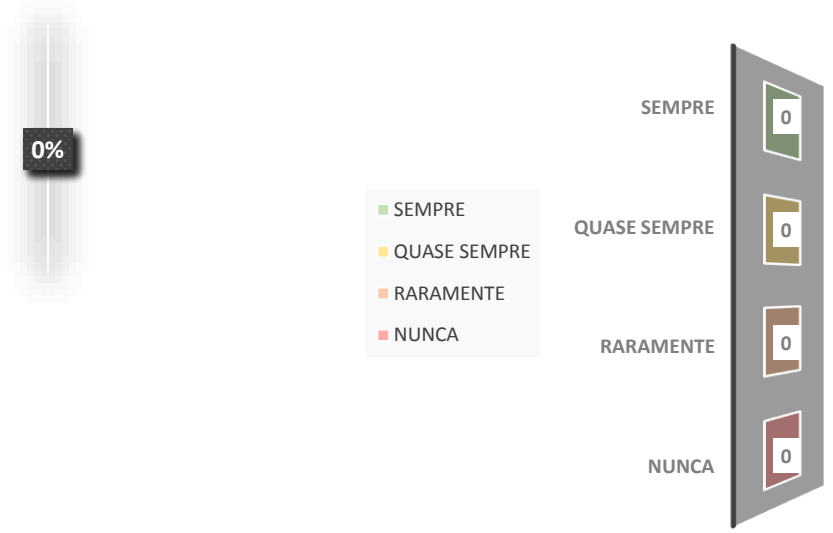 0%
SEMPRE
QUASE SEMPRE
RARAMENTE
NUNCA
SEMPRE
0
QUASE SEMPRE
0
RARAMENTE
0
NUNCA
0